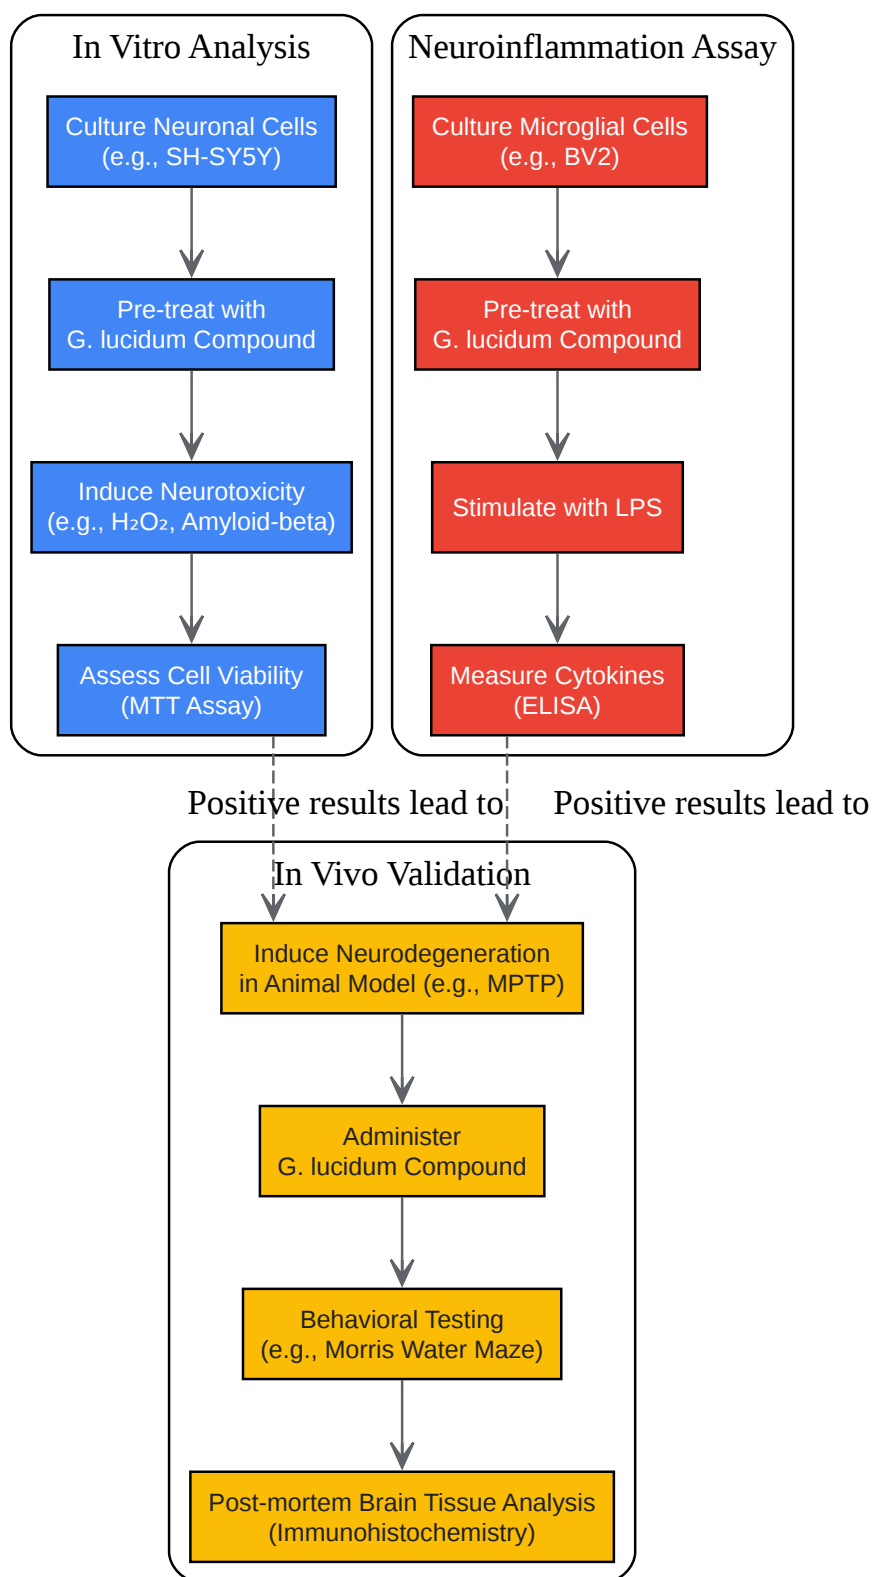 In Vitro Analysis
Culture Neuronal Cells
(e.g., SH-SY5Y)
Pre-treat with
G. lucidum Compound
Induce Neurotoxicity
(e.g., H₂O₂, Amyloid-beta)
Assess Cell Viability
(MTT Assay)
Neuroinflammation Assay
Culture Microglial Cells
(e.g., BV2)
Pre-treat with
G. lucidum Compound
Stimulate with LPS
Measure Cytokines
(ELISA)
Positive results lead to
Positive results lead to
In Vivo Validation
Induce Neurodegeneration
in Animal Model (e.g., MPTP)
Administer
G. lucidum Compound
Behavioral Testing
(e.g., Morris Water Maze)
Post-mortem Brain Tissue Analysis
(Immunohistochemistry)